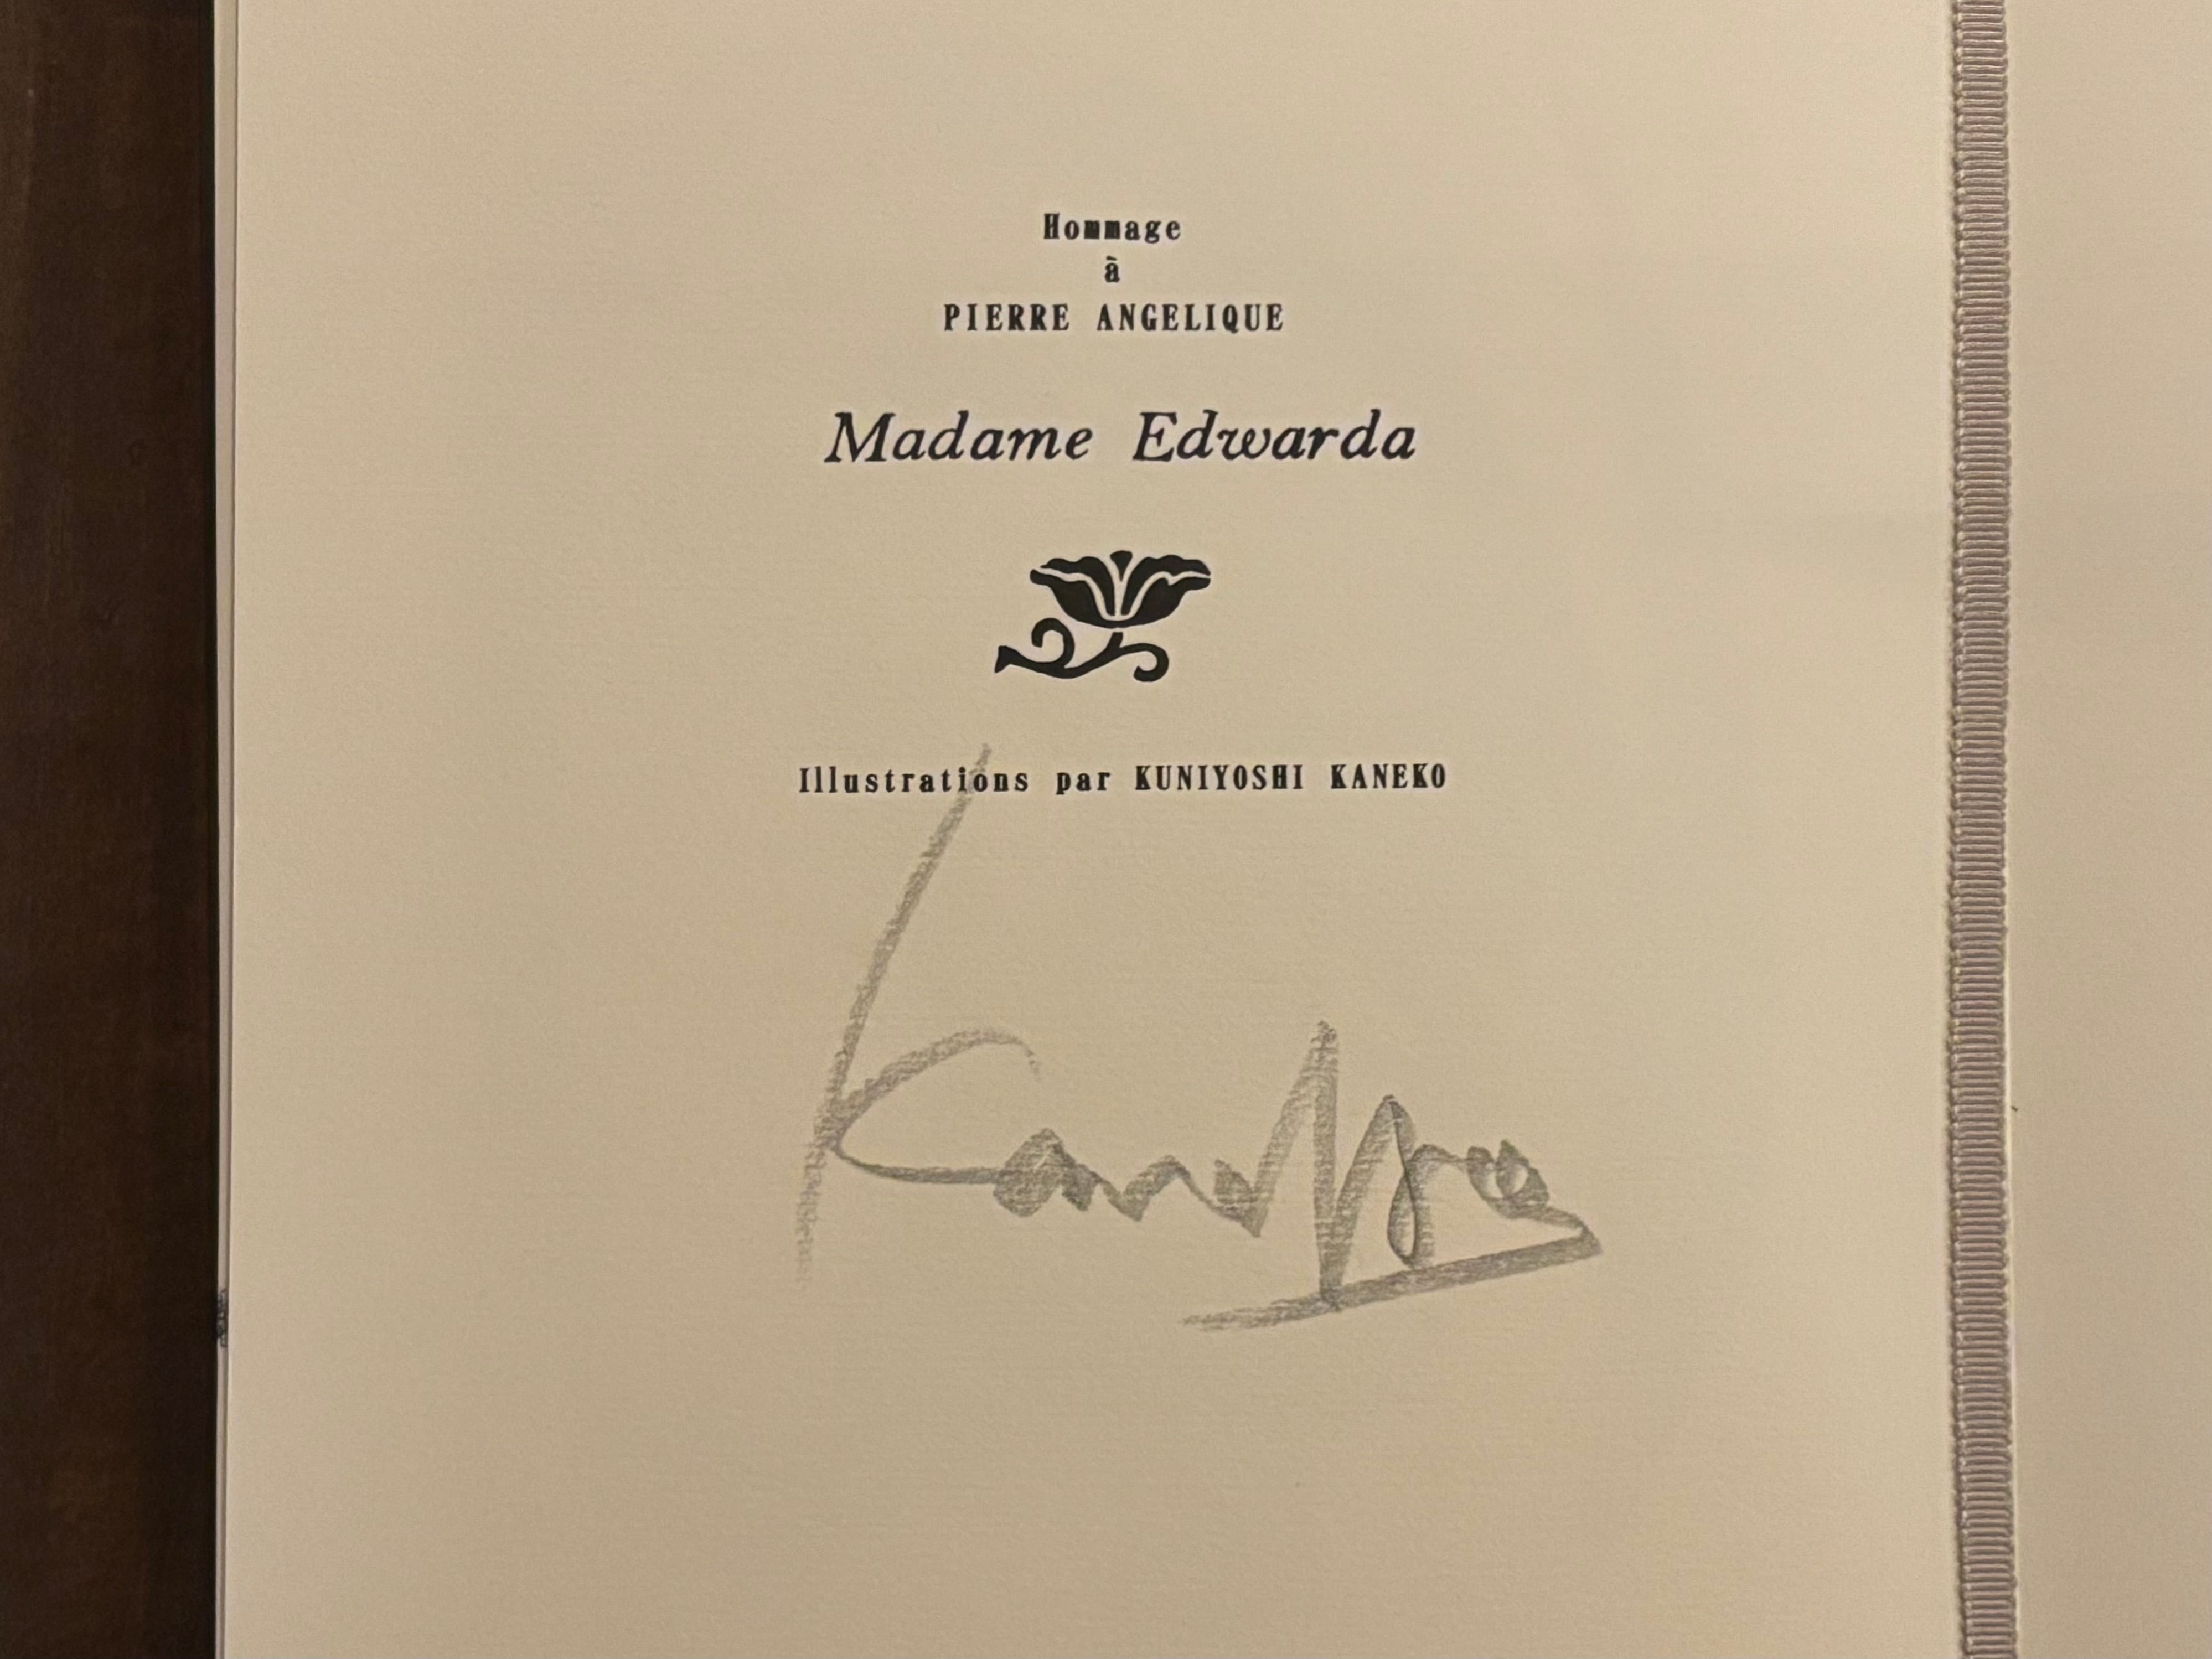 Hommage
à
PIERRE ANGELIQUE
Madame Edwarda
Illustrations par KUNIYOSHI KANEKO